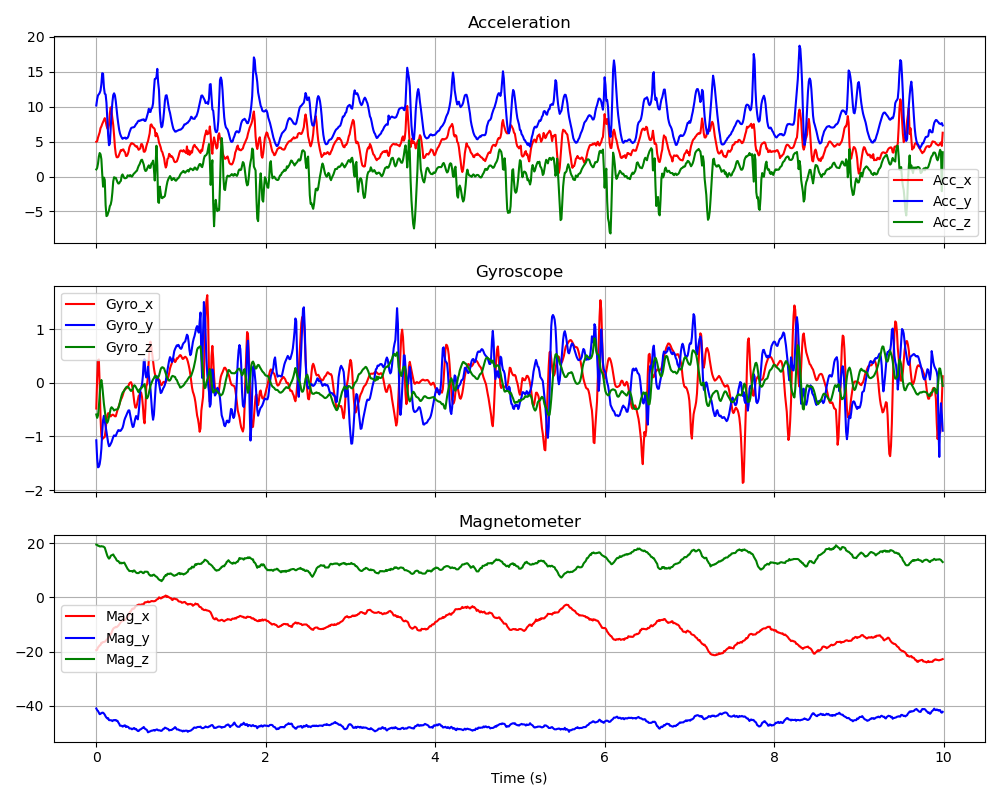 Acceleration
20
15
10
5
0
−5
Acc_x
Acc_y
Acc_z
Gyroscope
1
0
−1
−2
Gyro_x
Gyro_y
Gyro_z
Magnetometer
20
0
−20
−40
Mag_x
Mag_y
Mag_z
0 2 4 6 8 10
Time (s)